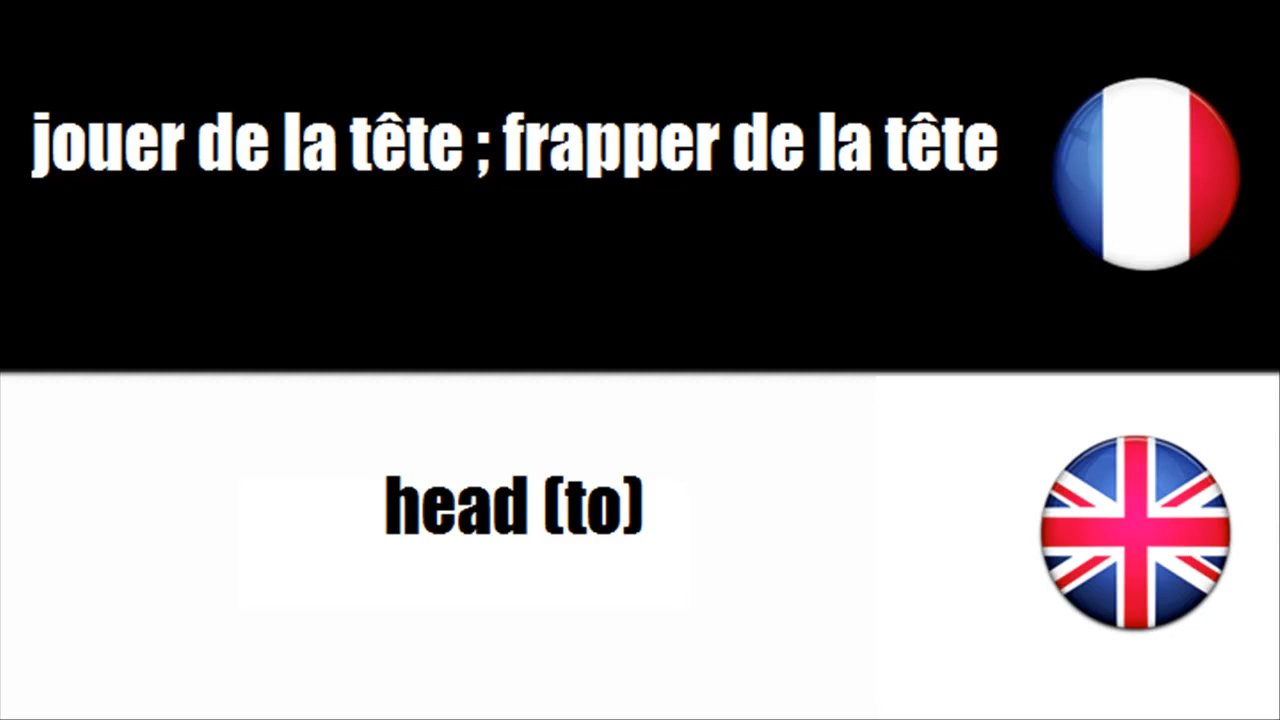 jouer de la tête ; frapper de la tête
head (to)